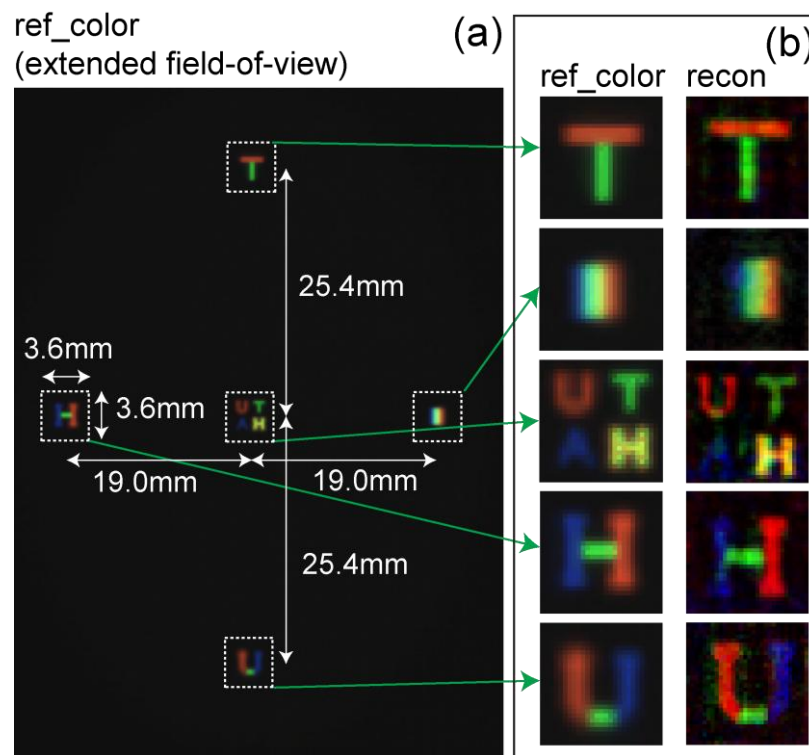 ref_color
(extended field-of-view)
(a)
T
25.4mm
3.6mm
3.6mm
H
U T
A H
19.0mm
19.0mm
25.4mm
U
(b)
ref_color
recon
T
T
U T
A H
U T
A H
H
H
U
U